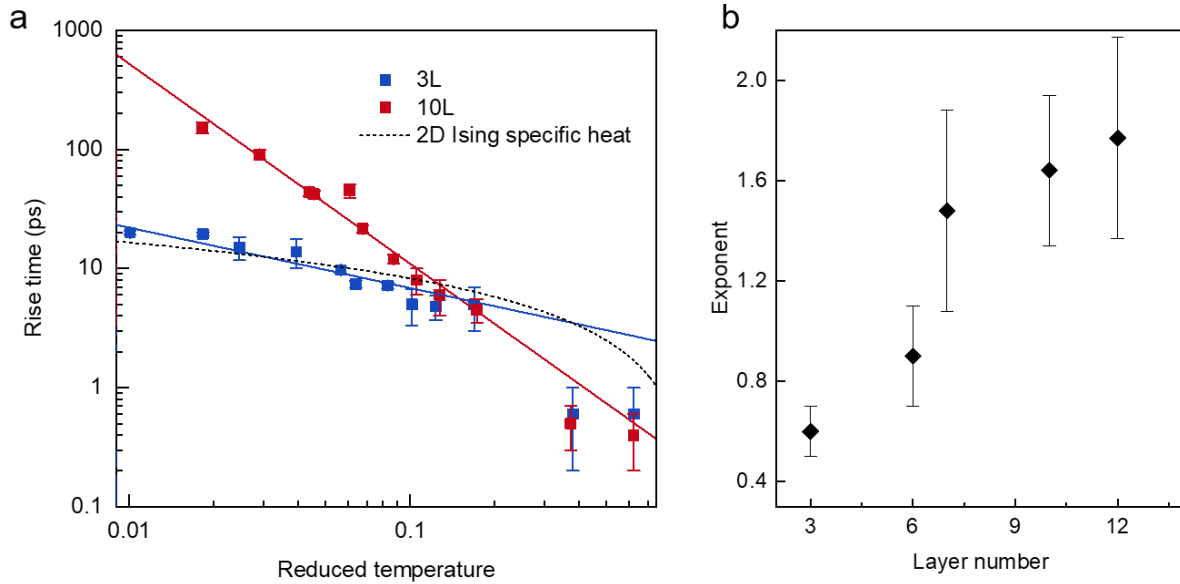 a
1000
100
10
1
0.1
Rise time (ps)
3L
10L
2D Ising specific heat
0.01
0.1
Reduced temperature
b
2.0
1.6
1.2
0.8
0.4
Exponent
3
6
9
12
Layer number